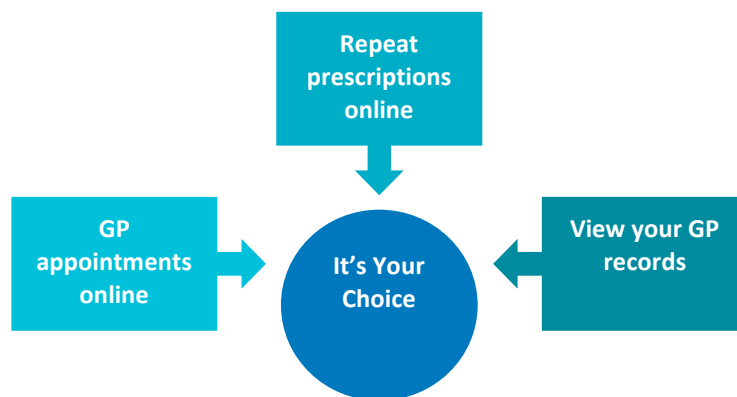 Repeat
prescriptions
online
GP
appointments
online
It’s Your
Choice
View your GP
records